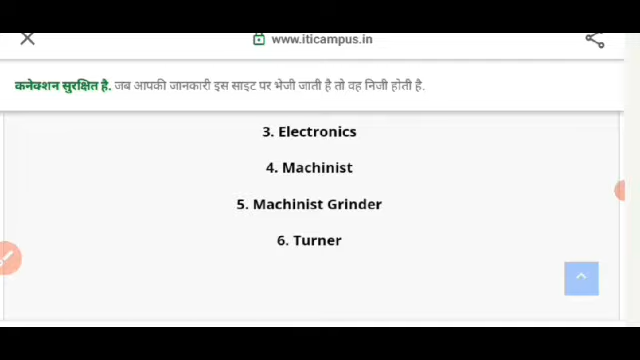 www.iticampus.in
कनेक्शन सुरक्षित है. जब आपकी जानकारी इस साइट पर भेजी जाती है तो वह निजी होती है.
3. Electronics
4. Machinist
5. Machinist Grinder
6. Turner